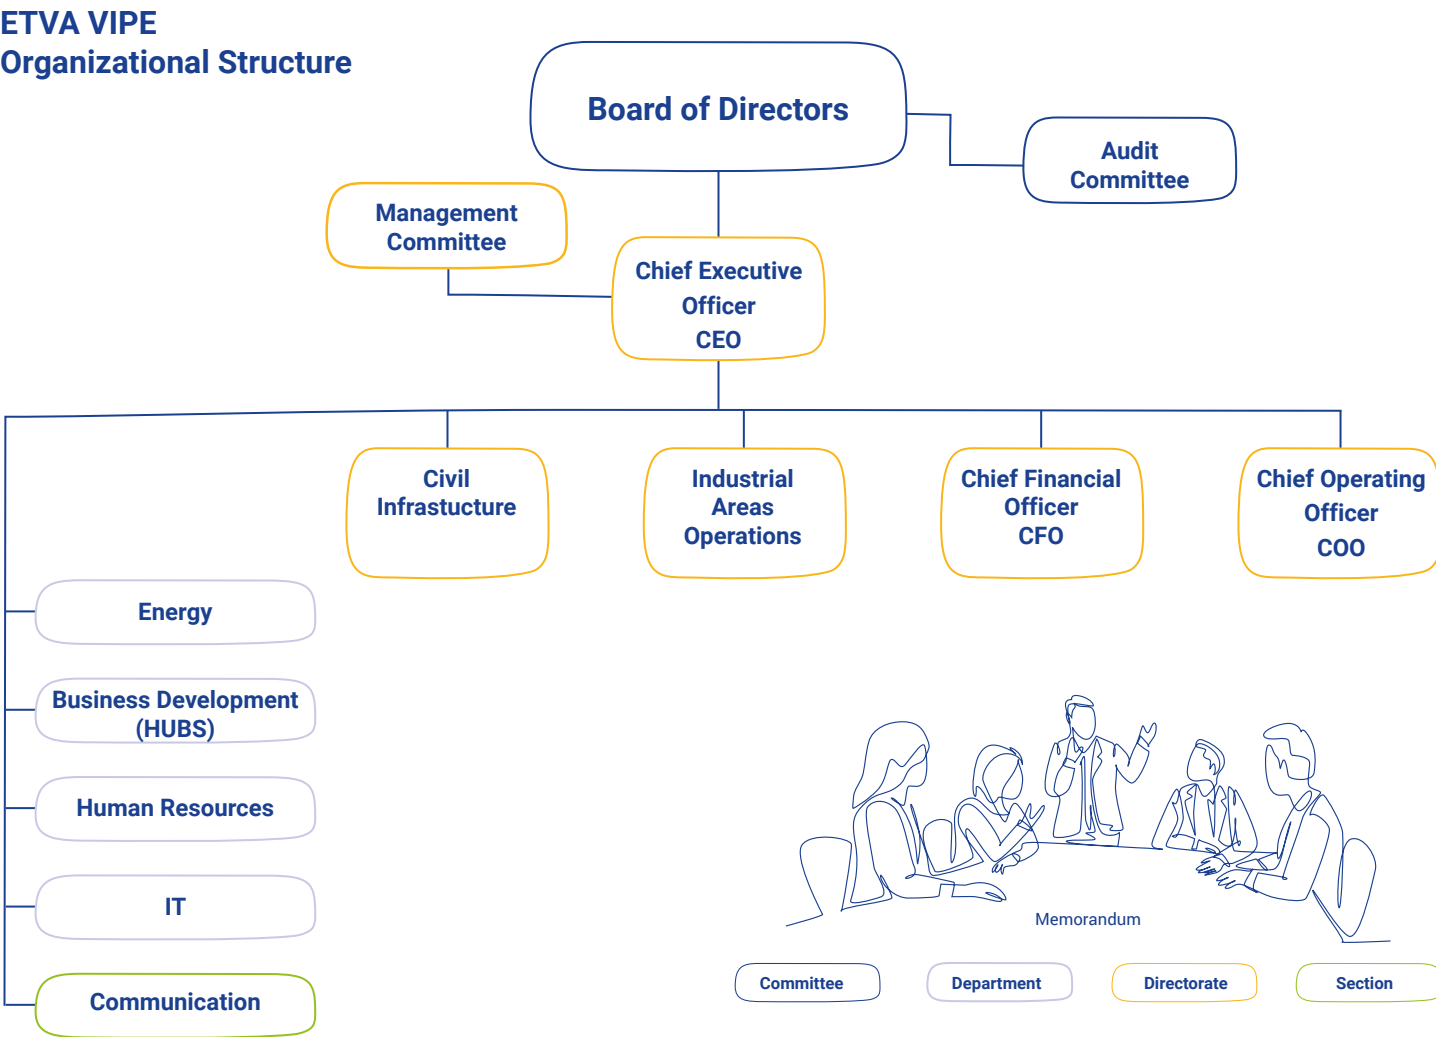 ETVA VIPE
Organizational Structure
Board of Directors
Audit
Committee
Management
Committee
Chief Executive
Officer
CEO
Civil
Infrastucture
Industrial
Areas
Operations
Chief Financial
Officer
CFO
Chief Operating
Officer
COO
Energy
Business Development
(HUBS)
Human Resources
IT
Communication
Memorandum
Committee
Department
Directorate
Section